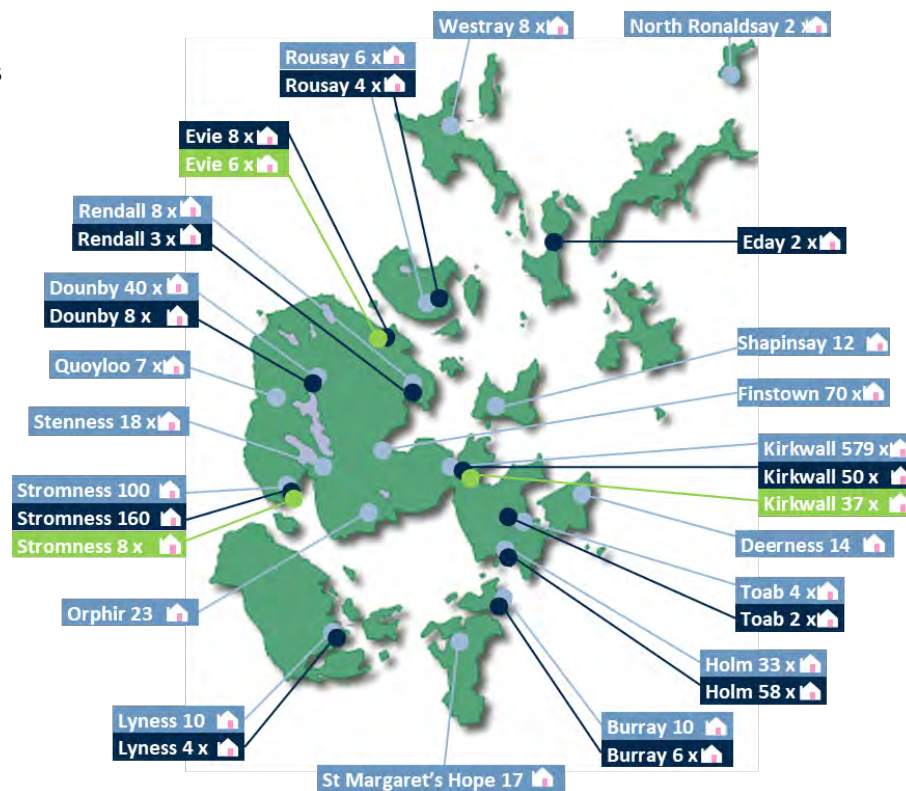 s
Westray 8 x
North Ronaldsay 2 x
Rousay 6 x
Rousay 4 x
Evie 8 x
Evie 6 x
Rendall 8 x
Rendall 3 x
Eday 2 x
Dounby 40 x
Dounby 8 x
Quoyloo 7 x
Shapinsay 12
Finstown 70 x
Stenness 18 x
Kirkwall 579 x
Kirkwall 50 x
Kirkwall 37 x
Stromness 100
Stromness 160
Stromness 8 x
Deerness 14
Toab 4 x
Toab 2 x
Orphir 23
Holm 33 x
Holm 58 x
Lyness 10
Lyness 4 x
Burray 10
Burray 6 x
St Margaret's Hope 17